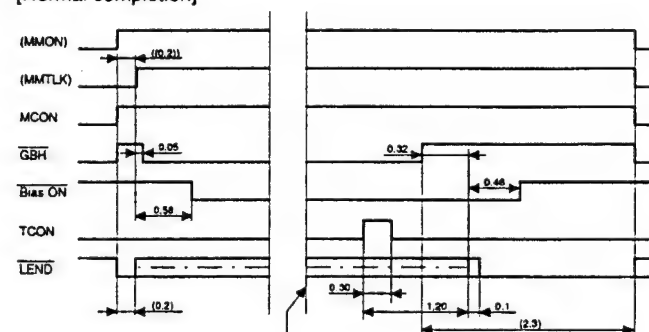 [Normal completion]
(MMON)
((0.2))
(MMTLK)
MCON
GBH
0.05
0.32
Bias ON
0.46
0.58
TCON
LEND
0.30
1.20
0.1
(0.2)
(2.3)